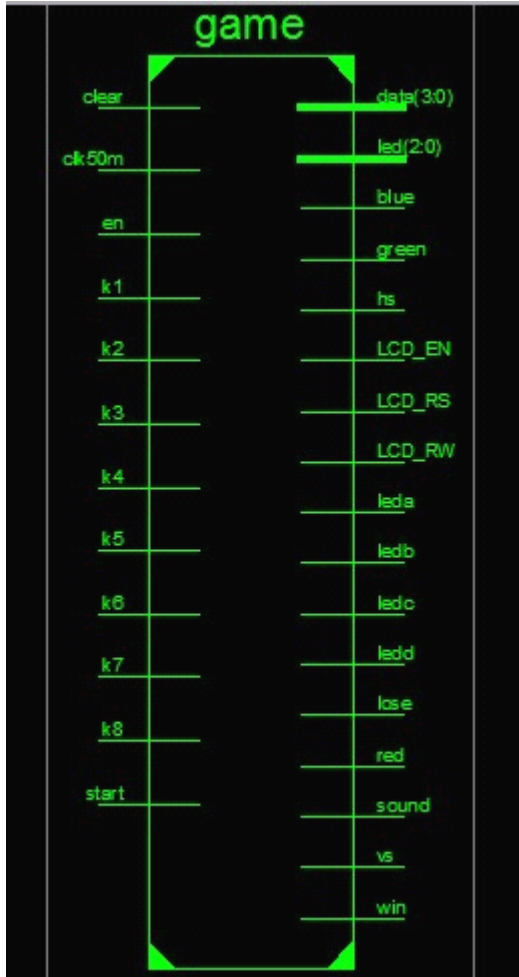 game
clear
data(3:0)
clk50m
led(2:0)
blue
en
green
k1
hs
k2
LCD_EN
k3
LCD_RS
k4
LCD_RW
leda
k5
ledb
k6
ledc
k7
ledd
k8
lose
red
start
sound
vs
win